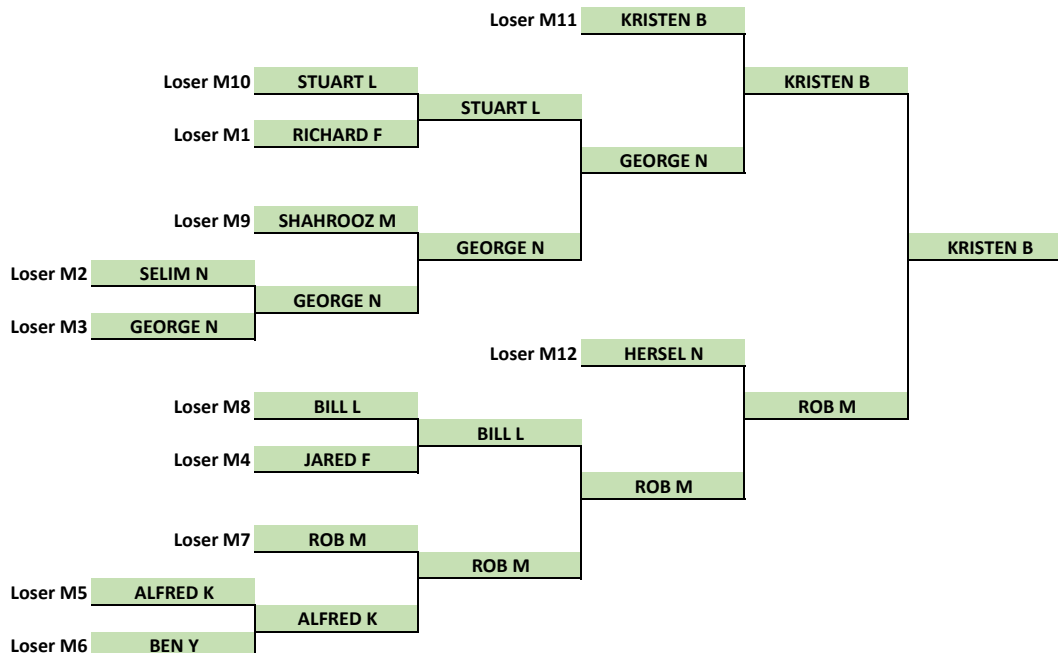 Loser M11 KRISTEN B
Loser M10 STUART L KRISTEN B
STUART L
Loser M1 RICHARD F
GEORGE N
Loser M9 SHAHROOZ M
GEORGE N KRISTEN B
Loser M2 SELIM N
GEORGE N
Loser M3 GEORGE N
Loser M12 HERSEL N
Loser M8 BILL L ROB M
BILL L
Loser M4 JARED F
ROB M
Loser M7 ROB M
ROB M
Loser M5 ALFRED K
ALFRED K
Loser M6 BEN Y